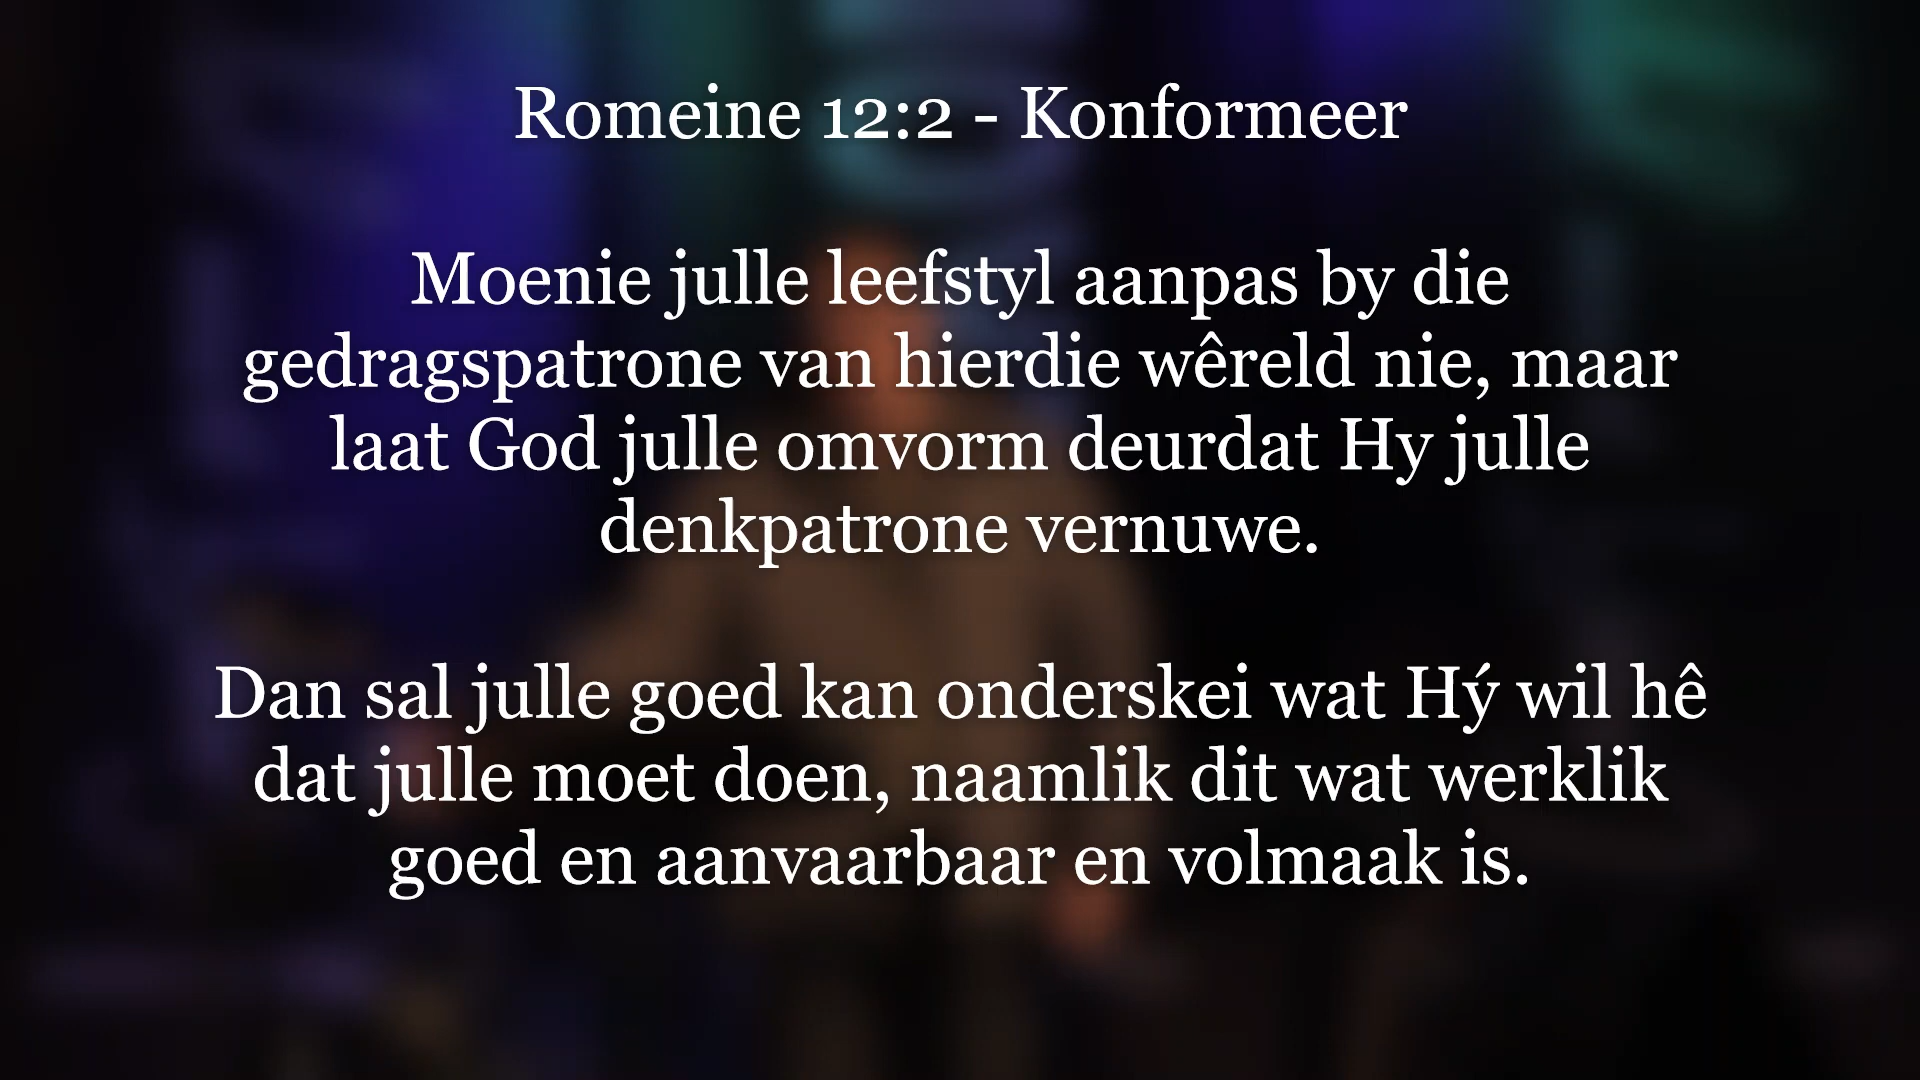 Romeine 12:2 - Konformeer
Moenie julle leefstyl aanpas by die
gedragspatrone van hierdie wêreld nie, maar
laat God julle omvorm deurdat Hy julle
denkpatrone vernuwe.
Dan sal julle goed kan onderskei wat Hý wil hê
dat julle moet doen, naamlik dit wat werklik
goed en aanvaarbaar en volmaak is.